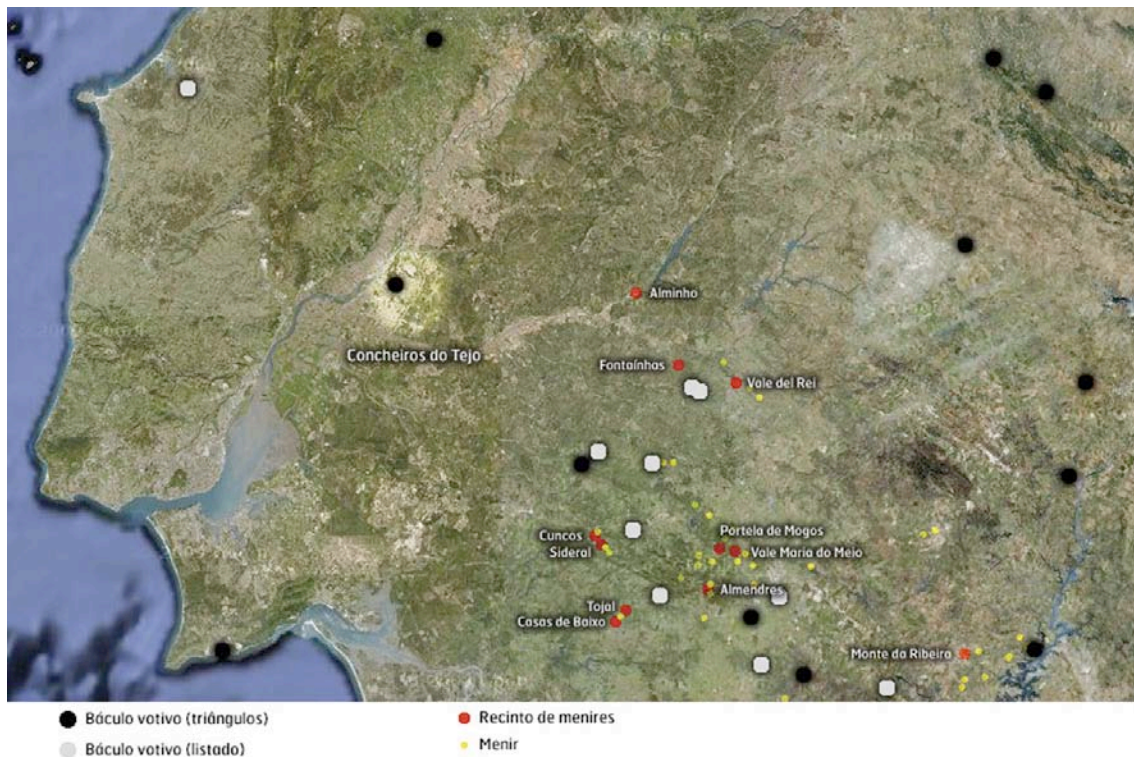 Alminho
Concheiros do Tejo
Fontaínhas
Vale del Rei
Portela de Mogos
Cuncos
Vale Maria do Meio
Sideral
Almendres
Tojal
Casas de Baixo
Monte da Ribeira
Báculo votivo (triângulos)
Recinto de menires
Báculo votivo (listado)
Menir